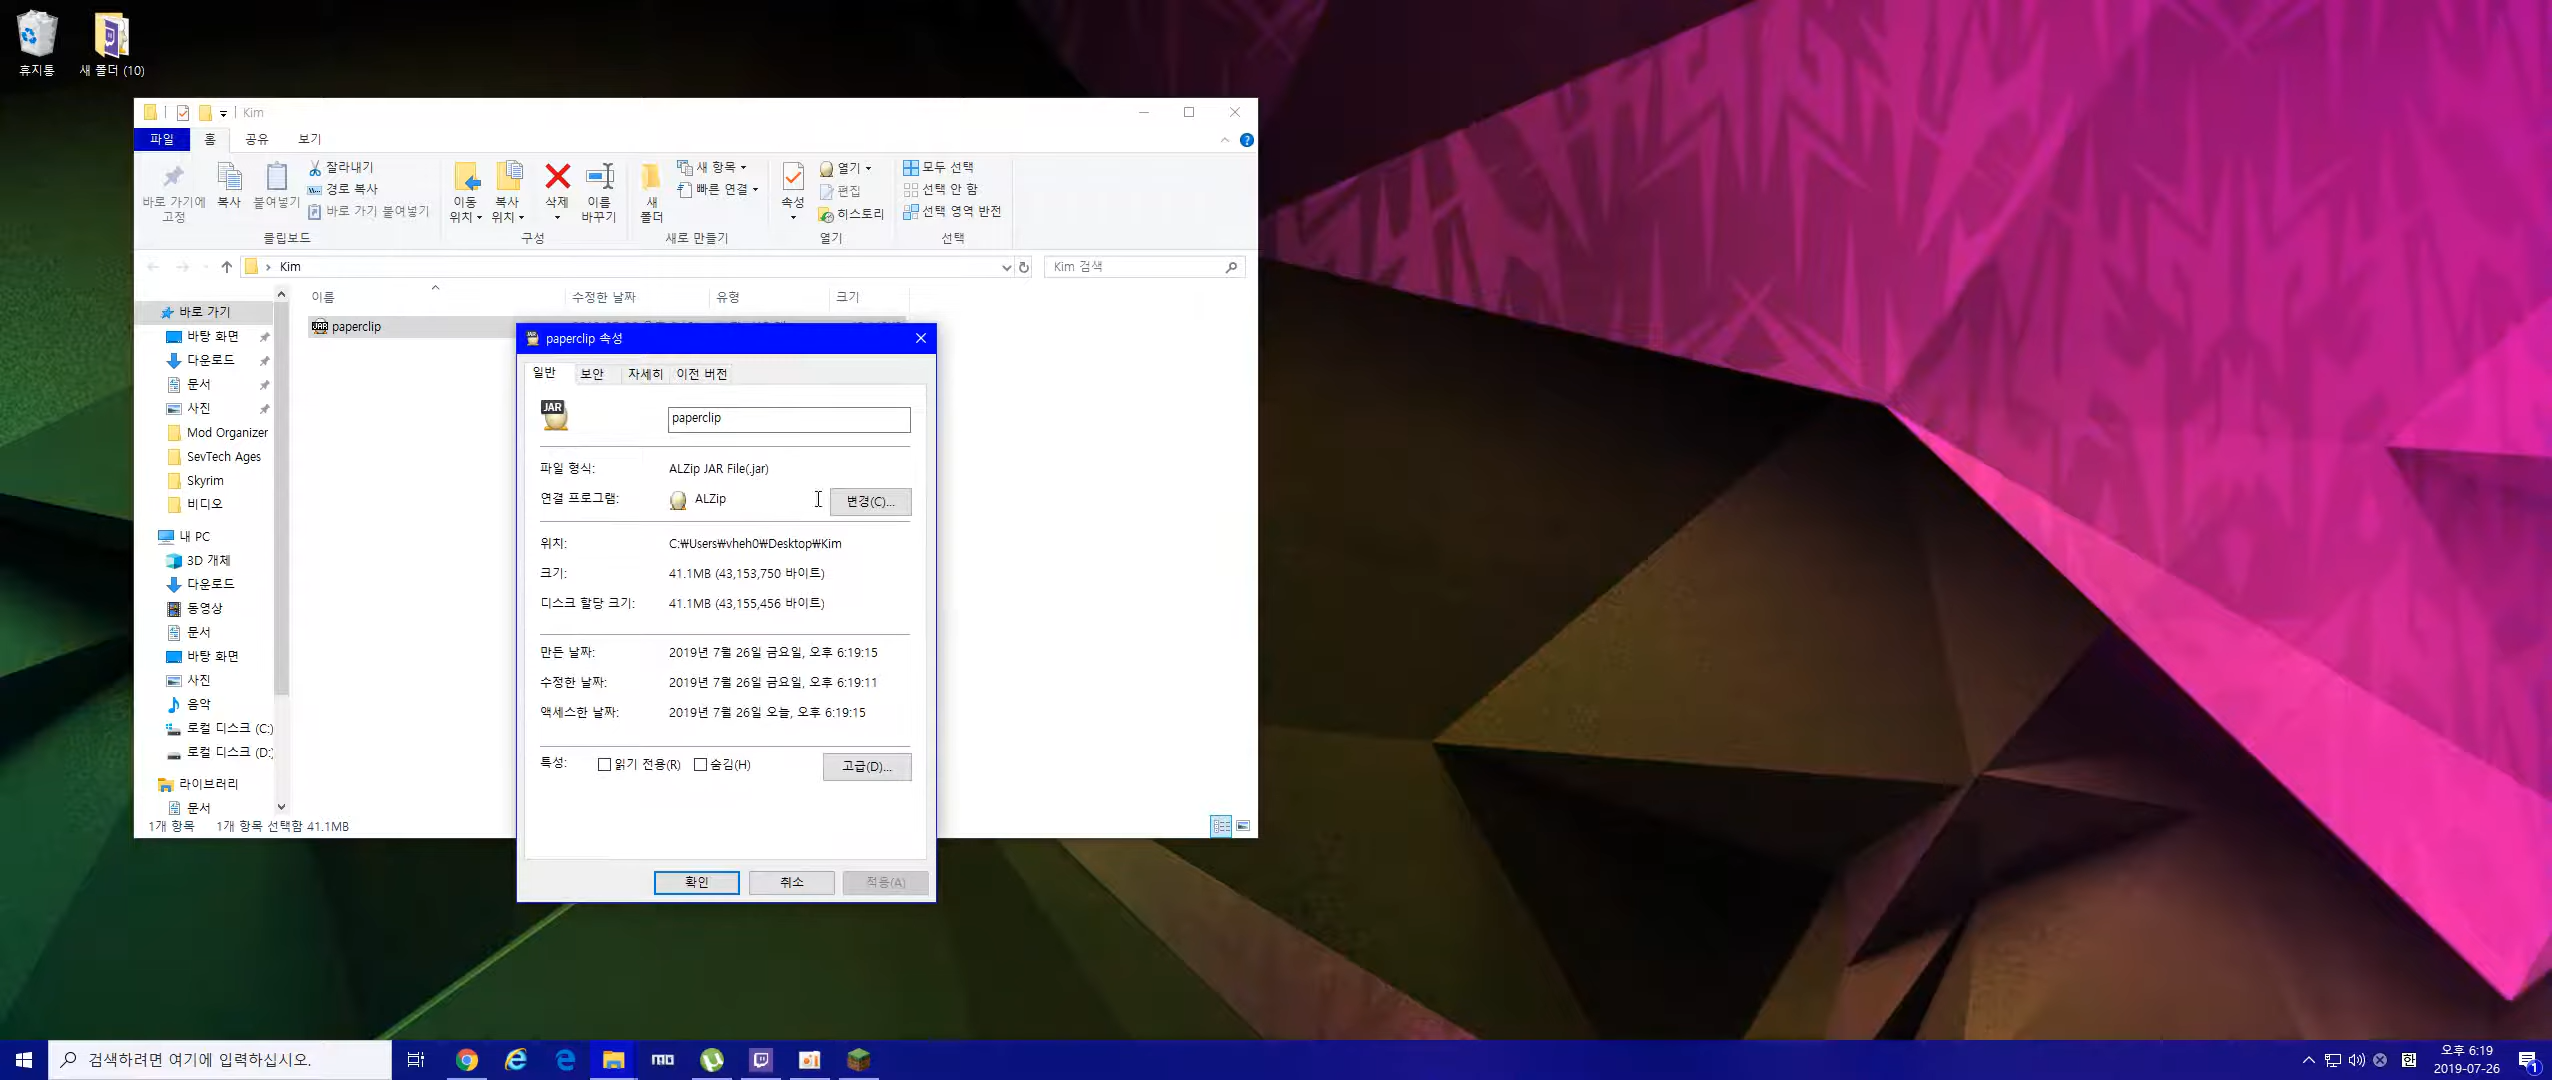 휴지통
새 폴더 (10)
Kim
파일
홈
공유
보기
바로 가기에
고정
복사
붙여넣기
잘라내기
경로 복사
바로 가기 붙여넣기
클립보드
이동
위치
복사
위치
삭제
이름
바꾸기
구성
새
폴더
새 항목
빠른 연결
새로 만들기
속성
열기
편집
히스토리
열기
모두 선택
선택 안 함
선택 영역 반전
선택
Kim
Kim 검색
이름
수정한 날짜
유형
크기
바로 가기
바탕 화면
다운로드
문서
사진
Mod Organizer
SevTech Ages
Skyrim
비디오
내 PC
3D 개체
다운로드
동영상
문서
바탕 화면
사진
음악
로컬 디스크 (C:)
로컬 디스크 (D:)
라이브러리
문서
JAR
paperclip
1개 항목
1개 항목 선택함 41.1MB
paperclip 속성
일반
보안
자세히
이전 버전
JAR
paperclip
파일 형식:
ALZip JAR File(.jar)
연결 프로그램:
ALZip
변경(C)...
위치:
C:₩Users₩vheh0₩Desktop₩Kim
크기:
41.1MB (43,153,750 바이트)
디스크 할당 크기:
41.1MB (43,155,456 바이트)
만든 날짜:
2019년 7월 26일 금요일, 오후 6:19:15
수정한 날짜:
2019년 7월 26일 금요일, 오후 6:19:11
액세스한 날짜:
2019년 7월 26일 오늘, 오후 6:19:15
특성:
읽기 전용(R)
숨김(H)
고급(D)...
확인
취소
적용(A)
검색하려면 여기에 입력하십시오.
mo
한
오후 6:19
2019-07-26
1